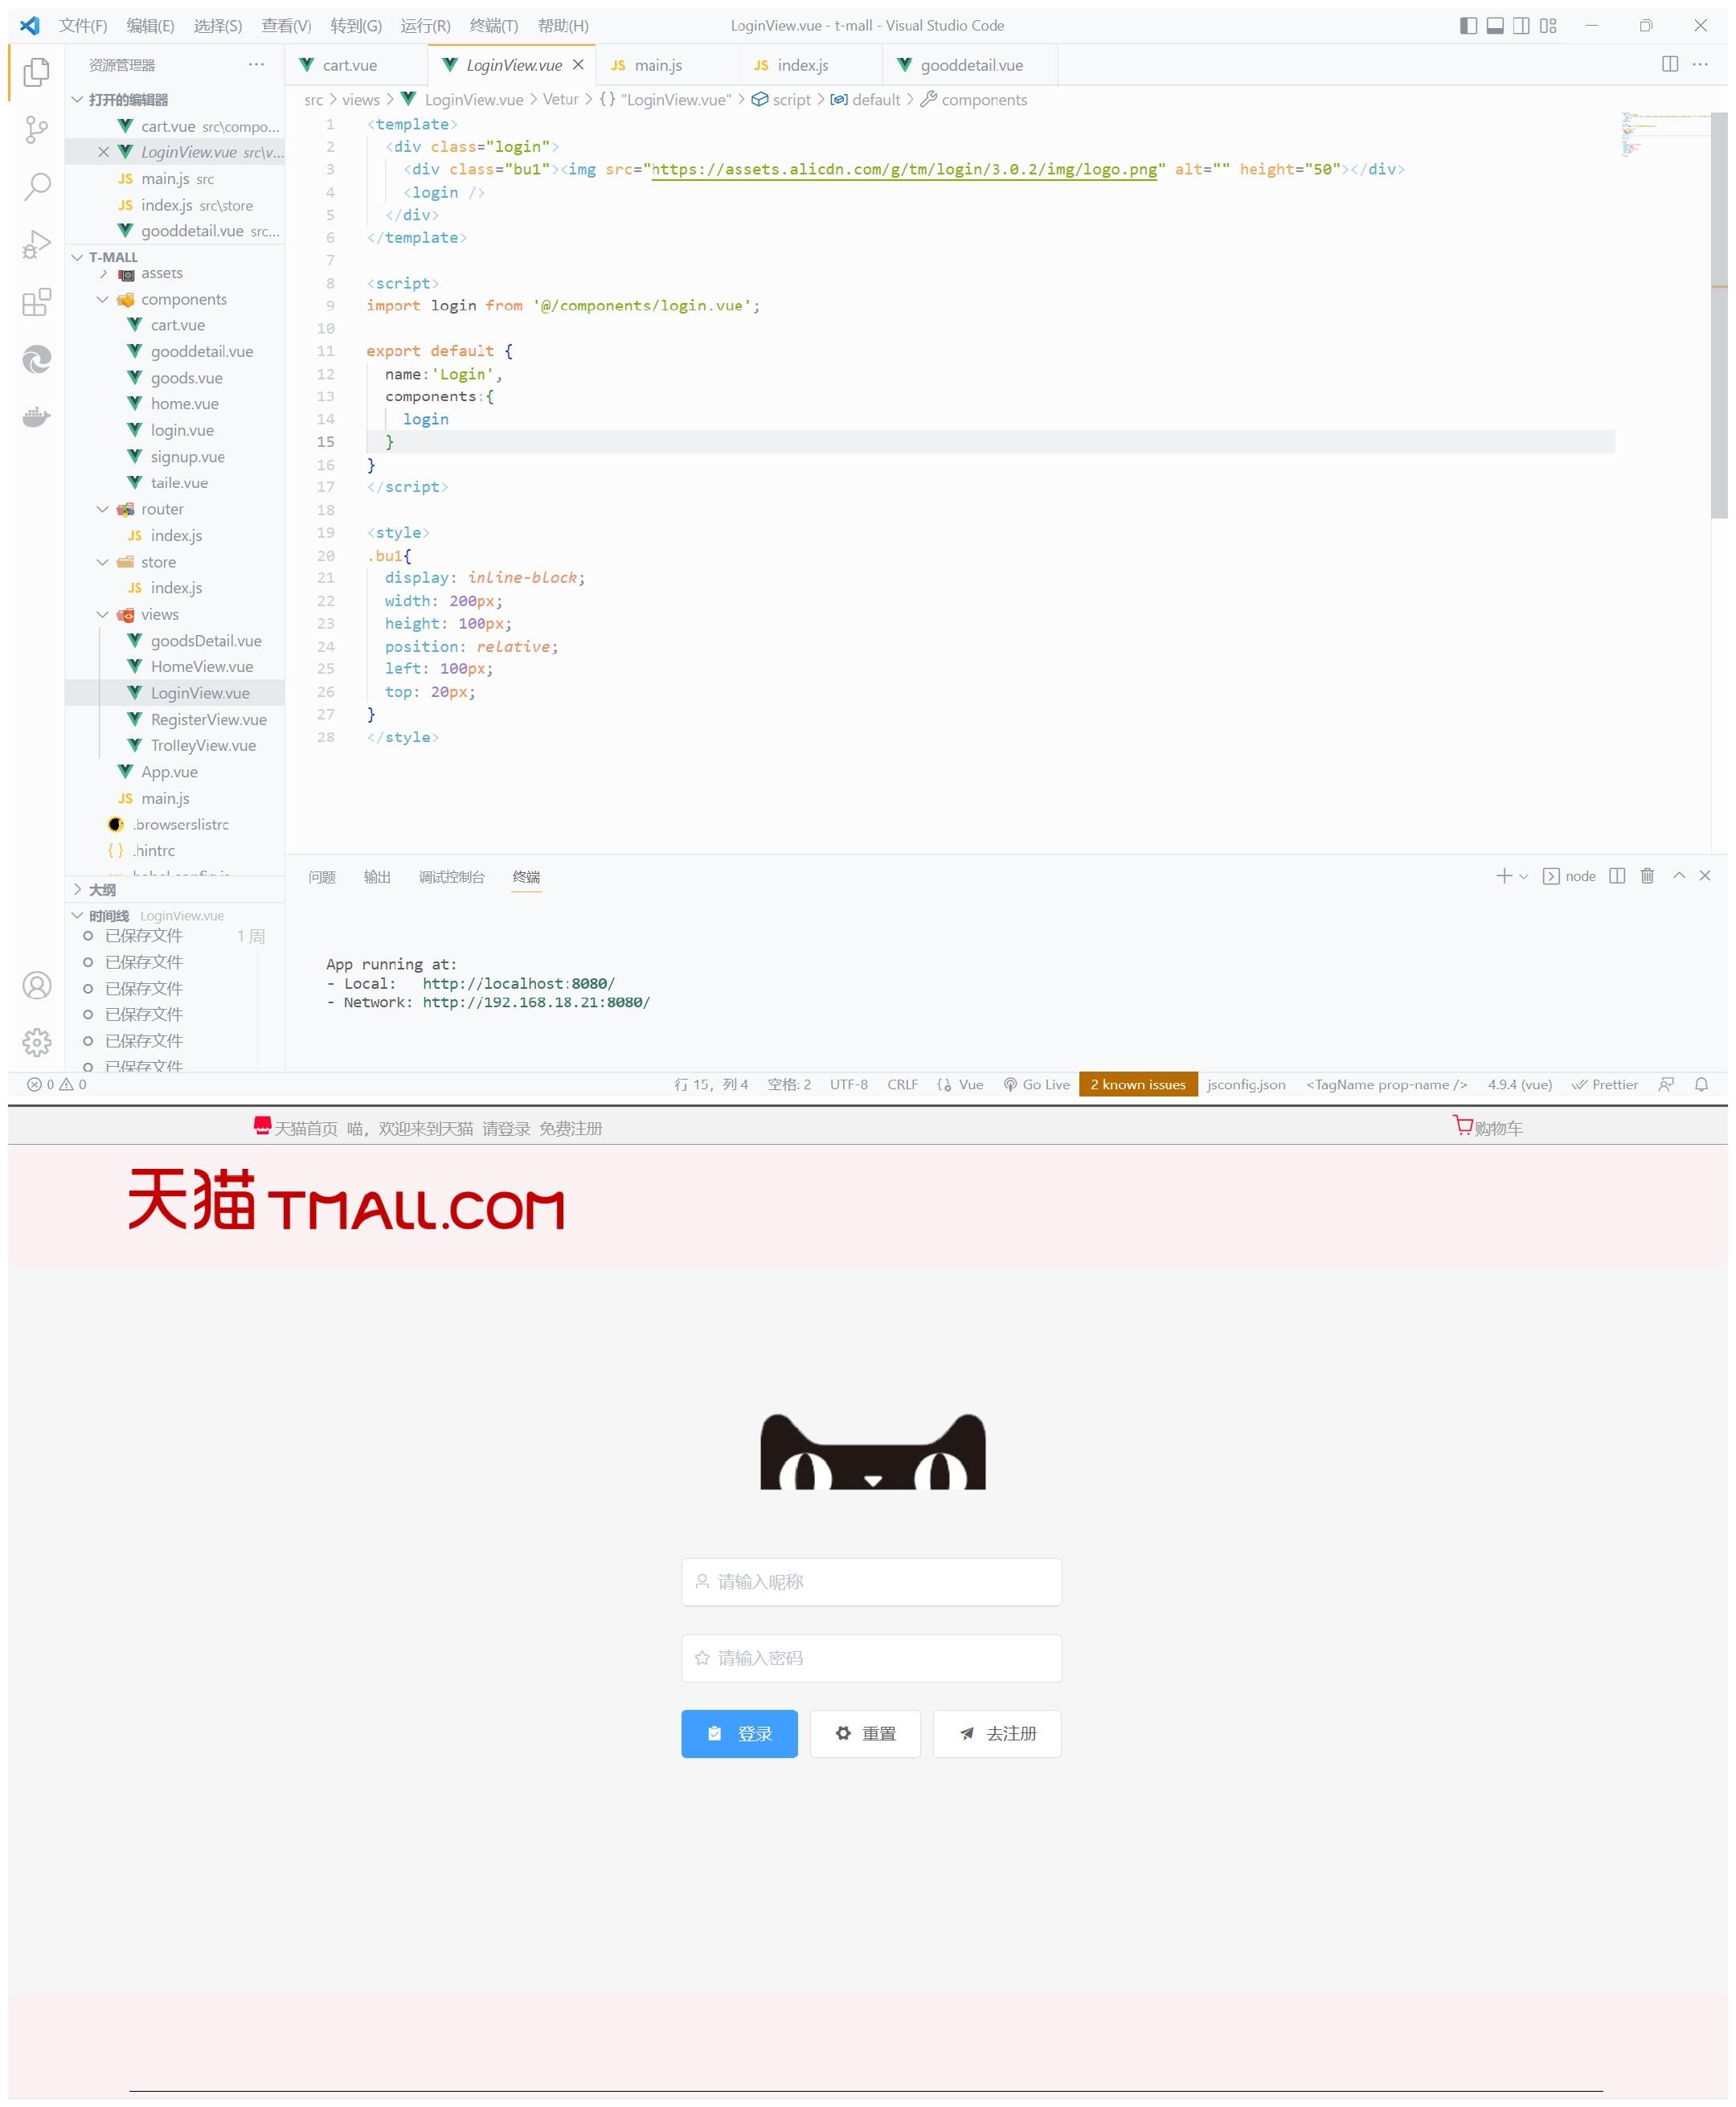 文件(F) 编辑(E) 选择(S) 查看(V) 转到(G) 运行(R) 终端(T) 帮助(H) LoginView.vue - t-mall - Visual Studio Code
资源管理器 ···
cart.vue LoginView.vue JS main.js JS index.js gooddetail.vue
打开的编辑器
cart.vue src\compo...
LoginView.vue src\v...
JS main.js src
JS index.js src\store
gooddetail.vue src...
T-MALL
assets
components
cart.vue
gooddetail.vue
goods.vue
home.vue
login.vue
signup.vue
taile.vue
router
JS index.js
store
JS index.js
views
goodsDetail.vue
HomeView.vue
LoginView.vue
RegisterView.vue
TrolleyView.vue
App.vue
JS main.js
.browserslistrc
{ } .hintrc
大纲
时间线 LoginView.vue
已保存文件 1 周
已保存文件
已保存文件
已保存文件
已保存文件
已保存文件
src > views > LoginView.vue > Vetur > {} "LoginView.vue" > script > default > components
1 <template>
2 <div class="login">
3 <div class="bu1"><img src="https://assets.alicdn.com/g/tm/login/3.0.2/img/logo.png" alt="" height="50"></div>
4 <login />
5 </div>
6 </template>
7
8 <script>
9 import login from '@/components/login.vue';
10
11 export default {
12 name:'Login',
13 components:{
14 login
15 }
16 }
17 </script>
18
19 <style>
20 .bu1{
21 display: inline-block;
22 width: 200px;
23 height: 100px;
24 position: relative;
25 left: 100px;
26 top: 20px;
27 }
28 </style>
问题 输出 调试控制台 终端 node
App running at:
- Local: http://localhost:8080/
- Network: http://192.168.18.21:8080/
0 0 行 15, 列 4 空格: 2 UTF-8 CRLF Vue Go Live 2 known issues jsconfig.json <TagName prop-name /> 4.9.4 (vue) Prettier
天猫首页 喵，欢迎来到天猫 请登录 免费注册 购物车
天猫 TMALL.COM
请输入昵称
请输入密码
登录 重置 去注册